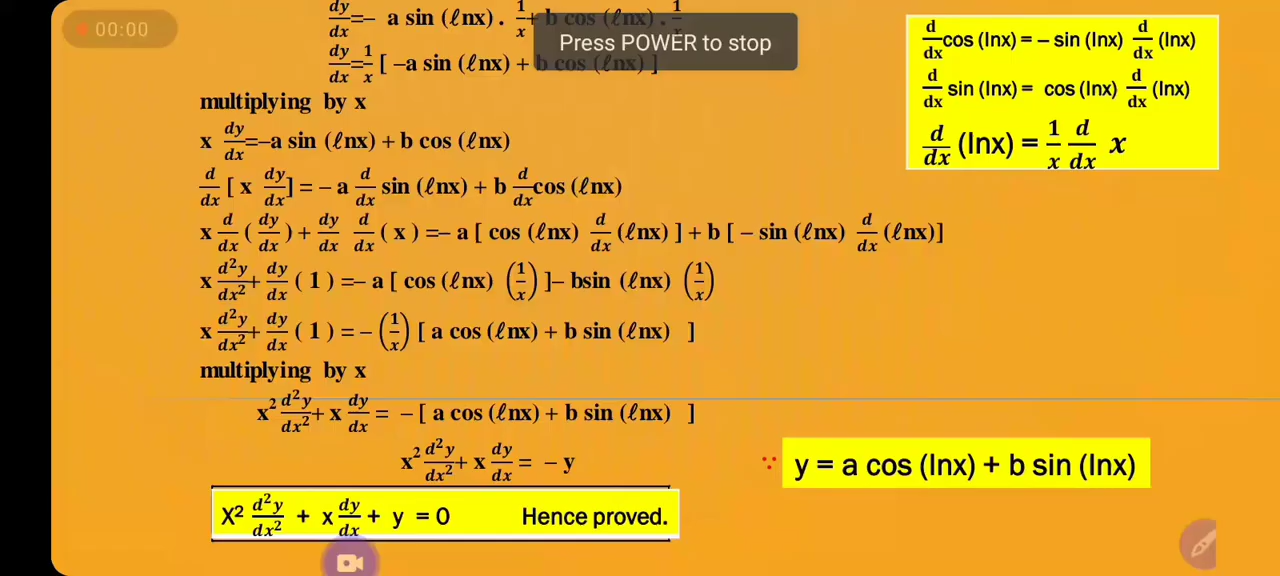 00:00
Press POWER to stop
dy/dx =– a sin (ℓnx) . 1/x + b cos (ℓnx) . 1/x
dy/dx = 1/x [ –a sin (ℓnx) + b cos (ℓnx) ]
multiplying by x
x dy/dx =–a sin (ℓnx) + b cos (ℓnx)
d/dx [ x dy/dx ] = – a d/dx sin (ℓnx) + b d/dx cos (ℓnx)
x d/dx ( dy/dx ) + dy/dx d/dx ( x ) =– a [ cos (ℓnx) d/dx (ℓnx) ] + b [ – sin (ℓnx) d/dx (ℓnx)]
x d²y/dx² + dy/dx ( 1 ) =– a [ cos (ℓnx) (1/x) ]– bsin (ℓnx) (1/x)
x d²y/dx² + dy/dx ( 1 ) = – (1/x) [ a cos (ℓnx) + b sin (ℓnx) ]
multiplying by x
x² d²y/dx² + x dy/dx = – [ a cos (ℓnx) + b sin (ℓnx) ]
x² d²y/dx² + x dy/dx = – y
∵ y = a cos (lnx) + b sin (lnx)
X² d²y/dx² + x dy/dx + y = 0 Hence proved.
d/dx cos (lnx) = – sin (lnx) d/dx (lnx)
d/dx sin (lnx) = cos (lnx) d/dx (lnx)
d/dx (lnx) = 1/x d/dx x